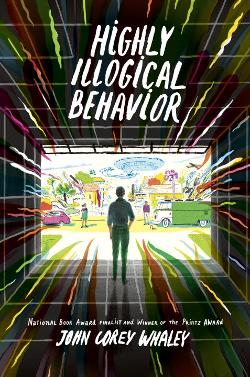 HIGHLY
ILLOGICAL
BEHAVIOR
NATIONAL BOOK AWARD FINALIST AND WINNER OF THE PRINTZ AWARD
JOHN COREY WHALEY